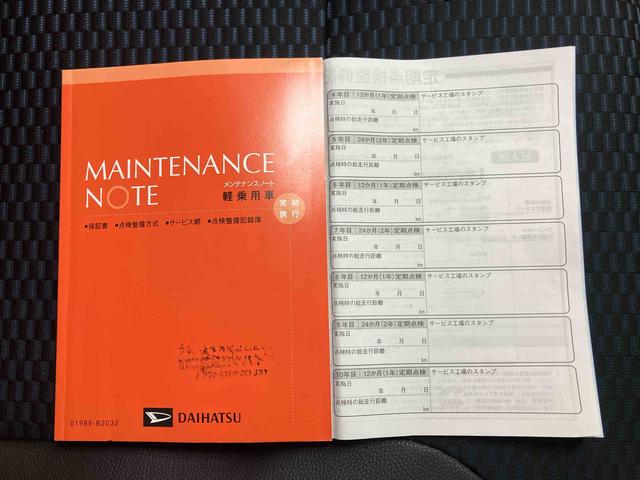 MAINTENANCE
NOTE
メンテナンスノート
軽乗用車
常時
携行
●保証書 ●点検整備方式 ●サービス網 ●点検整備記録簿
DAIHATSU
01989-B2032
4年目 12か月(1年)定期点検 サービス工場のスタンプ
実施日
年 月 日
点検時の総走行距離
km
5年目 24か月(2年)定期点検 サービス工場のスタンプ
実施日
年 月 日
点検時の総走行距離
km
6年目 12か月(1年)定期点検 サービス工場のスタンプ
実施日
年 月 日
点検時の総走行距離
km
7年目 24か月(2年)定期点検 サービス工場のスタンプ
実施日
年 月 日
点検時の総走行距離
km
8年目 12か月(1年)定期点検 サービス工場のスタンプ
実施日
年 月 日
点検時の総走行距離
km
9年目 24か月(2年)定期点検 サービス工場のスタンプ
実施日
年 月 日
点検時の総走行距離
km
10年目 12か月(1年)定期点検 サービス工場のスタンプ
実施日
年 月 日
点検時の総走行距離
km